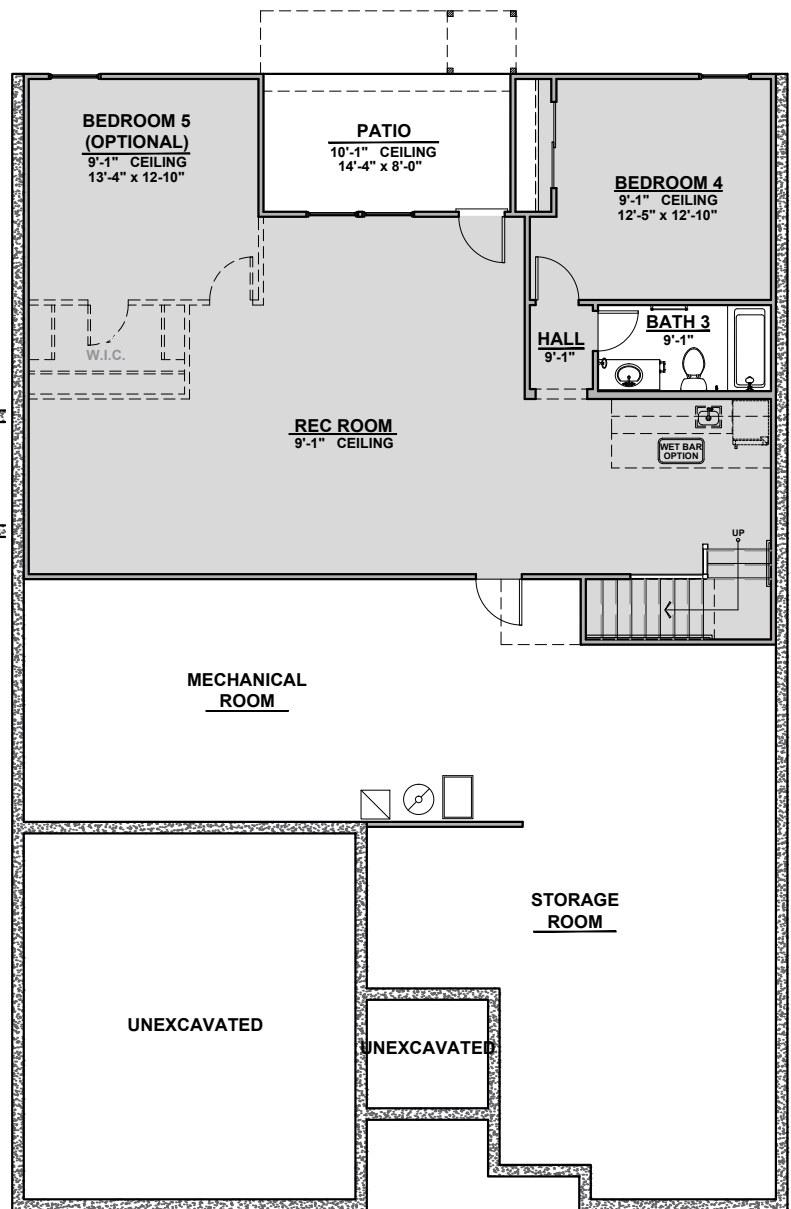 BEDROOM 5
(OPTIONAL)
9'-1" CEILING
13'-4" x 12-10"
PATIO
10'-1" CEILING
14'-4" x 8'-0"
BEDROOM 4
9'-1" CEILING
12'-5" x 12'-10"
HALL
9'-1"
BATH 3
9'-1"
W.I.C.
REC ROOM
9'-1" CEILING
WET BAR
OPTION
UP
MECHANICAL
ROOM
STORAGE
ROOM
UNEXCAVATED
UNEXCAVATED